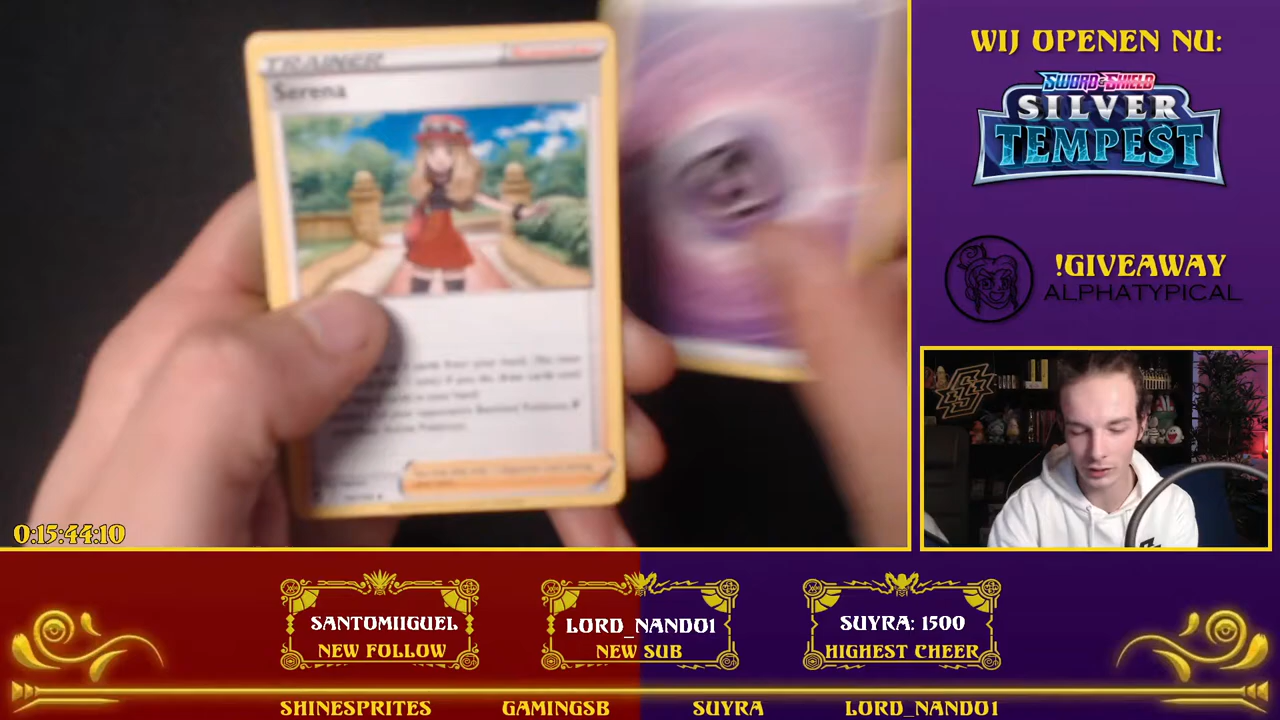 TRAINER
Serena
WIJ OPENEN NU:
SWORD & SHIELD
SILVER
TEMPEST
!GIVEAWAY
ALPHATYPICAL
0:15:44:10
SANTOMIIGUEL
NEW FOLLOW
LORD_NANDO1
NEW SUB
SUYRA: 1500
HIGHEST CHEER
SHINESPRITES GAMINGSB SUYRA LORD_NANDO1